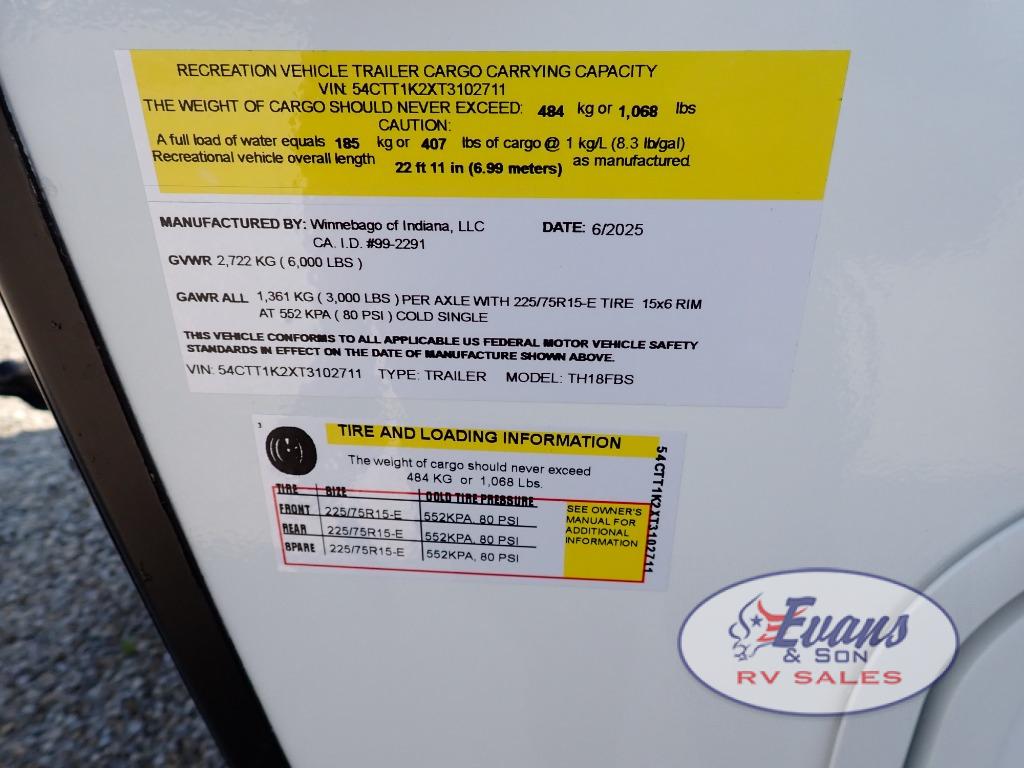 RECREATION VEHICLE TRAILER CARGO CARRYING CAPACITY
VIN: 54CTT1K2XT3102711
THE WEIGHT OF CARGO SHOULD NEVER EXCEED: 484 kg or 1,068 lbs
CAUTION:
A full load of water equals 185 kg or 407 lbs of cargo @ 1 kg/L (8.3 lb/gal)
Recreational vehicle overall length 22 ft 11 in (6.99 meters) as manufactured.
MANUFACTURED BY: Winnebago of Indiana, LLC DATE: 6/2025
CA. I.D. #99-2291
GVWR 2,722 KG ( 6,000 LBS )
GAWR ALL 1,361 KG ( 3,000 LBS ) PER AXLE WITH 225/75R15-E TIRE 15x6 RIM
AT 552 KPA ( 80 PSI ) COLD SINGLE
THIS VEHICLE CONFORMS TO ALL APPLICABLE US FEDERAL MOTOR VEHICLE SAFETY
STANDARDS IN EFFECT ON THE DATE OF MANUFACTURE SHOWN ABOVE.
VIN: 54CTT1K2XT3102711 TYPE: TRAILER MODEL: TH18FBS
3
TIRE AND LOADING INFORMATION
The weight of cargo should never exceed
484 KG or 1,068 Lbs.
TIRE SIZE COLD TIRE PRESSURE
FRONT 225/75R15-E 552KPA, 80 PSI
REAR 225/75R15-E 552KPA, 80 PSI
SPARE 225/75R15-E 552KPA, 80 PSI
SEE OWNER'S
MANUAL FOR
ADDITIONAL
INFORMATION
54CTT1K2XT3102711
Evans
& SON
RV SALES